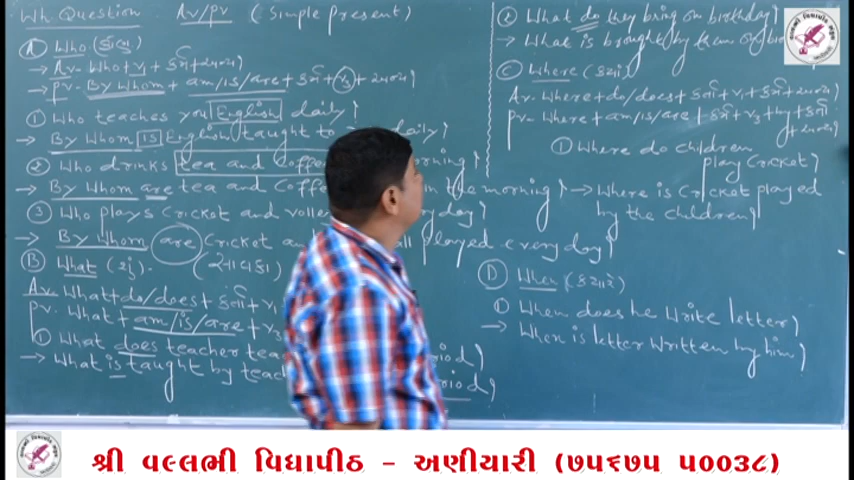 Wh. Question Av/pv (Simple present)
(A) Who (કોણ)
→ Av - Who + v1 + કર્મ + અન્ય
→ pv - By whom + am/is/are + કર્મ + v3 + અન્ય
① Who teaches you English daily?
→ By whom is English taught to daily?
② Who drinks tea and coffee
→ By whom are tea and coffee in the morning?
③ Who plays cricket and day?
→ By whom are cricket played every day?
(B) What (શું).
Av. What + do/does + કર્તા + v1
pv. What + am/is/are + v3
① What does teacher
→ What is taught by
② What do they bring on birthday?
→ What is brought by them on
(C) Where (ક્યાં)
Av- Where + do/does + કર્તા + v1 + કર્મ + અન્ય
pv- Where + am/is/are + કર્મ + v3 + by + કર્તા
+ અન્ય
① Where do children
play cricket?
→ Where is cricket played
by the children?
(D) When (ક્યારે)
① When does he write letter?
→ When is letter written by him?
શ્રી વલ્લભી વિધાપીઠ - અણીયારી (૭૫૬૭૫ ૫૦૦૩૮)